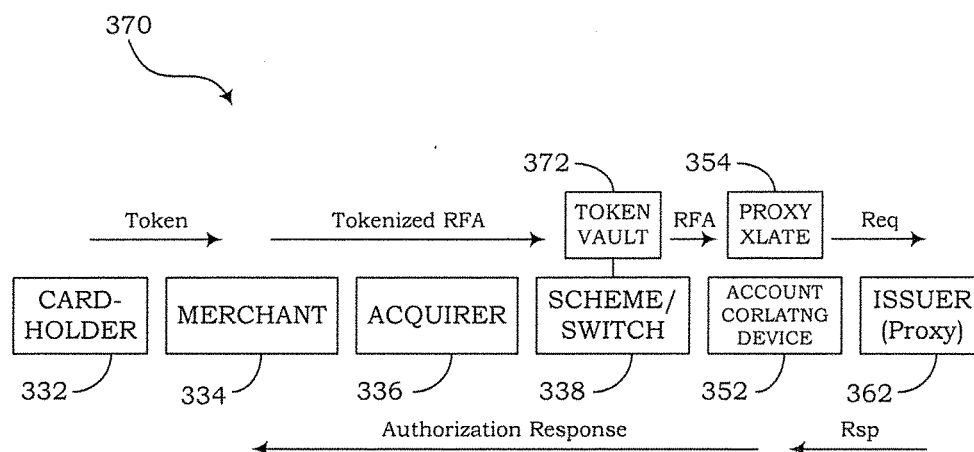 370
372
354
Token
Tokenized RFA
TOKEN
VAULT
RFA
PROXY
XLATE
Req
CARD-
HOLDER
MERCHANT
ACQUIRER
SCHEME/
SWITCH
ACCOUNT
CORLATNG
DEVICE
ISSUER
(Proxy)
332
334
336
338
352
362
Authorization Response
Rsp